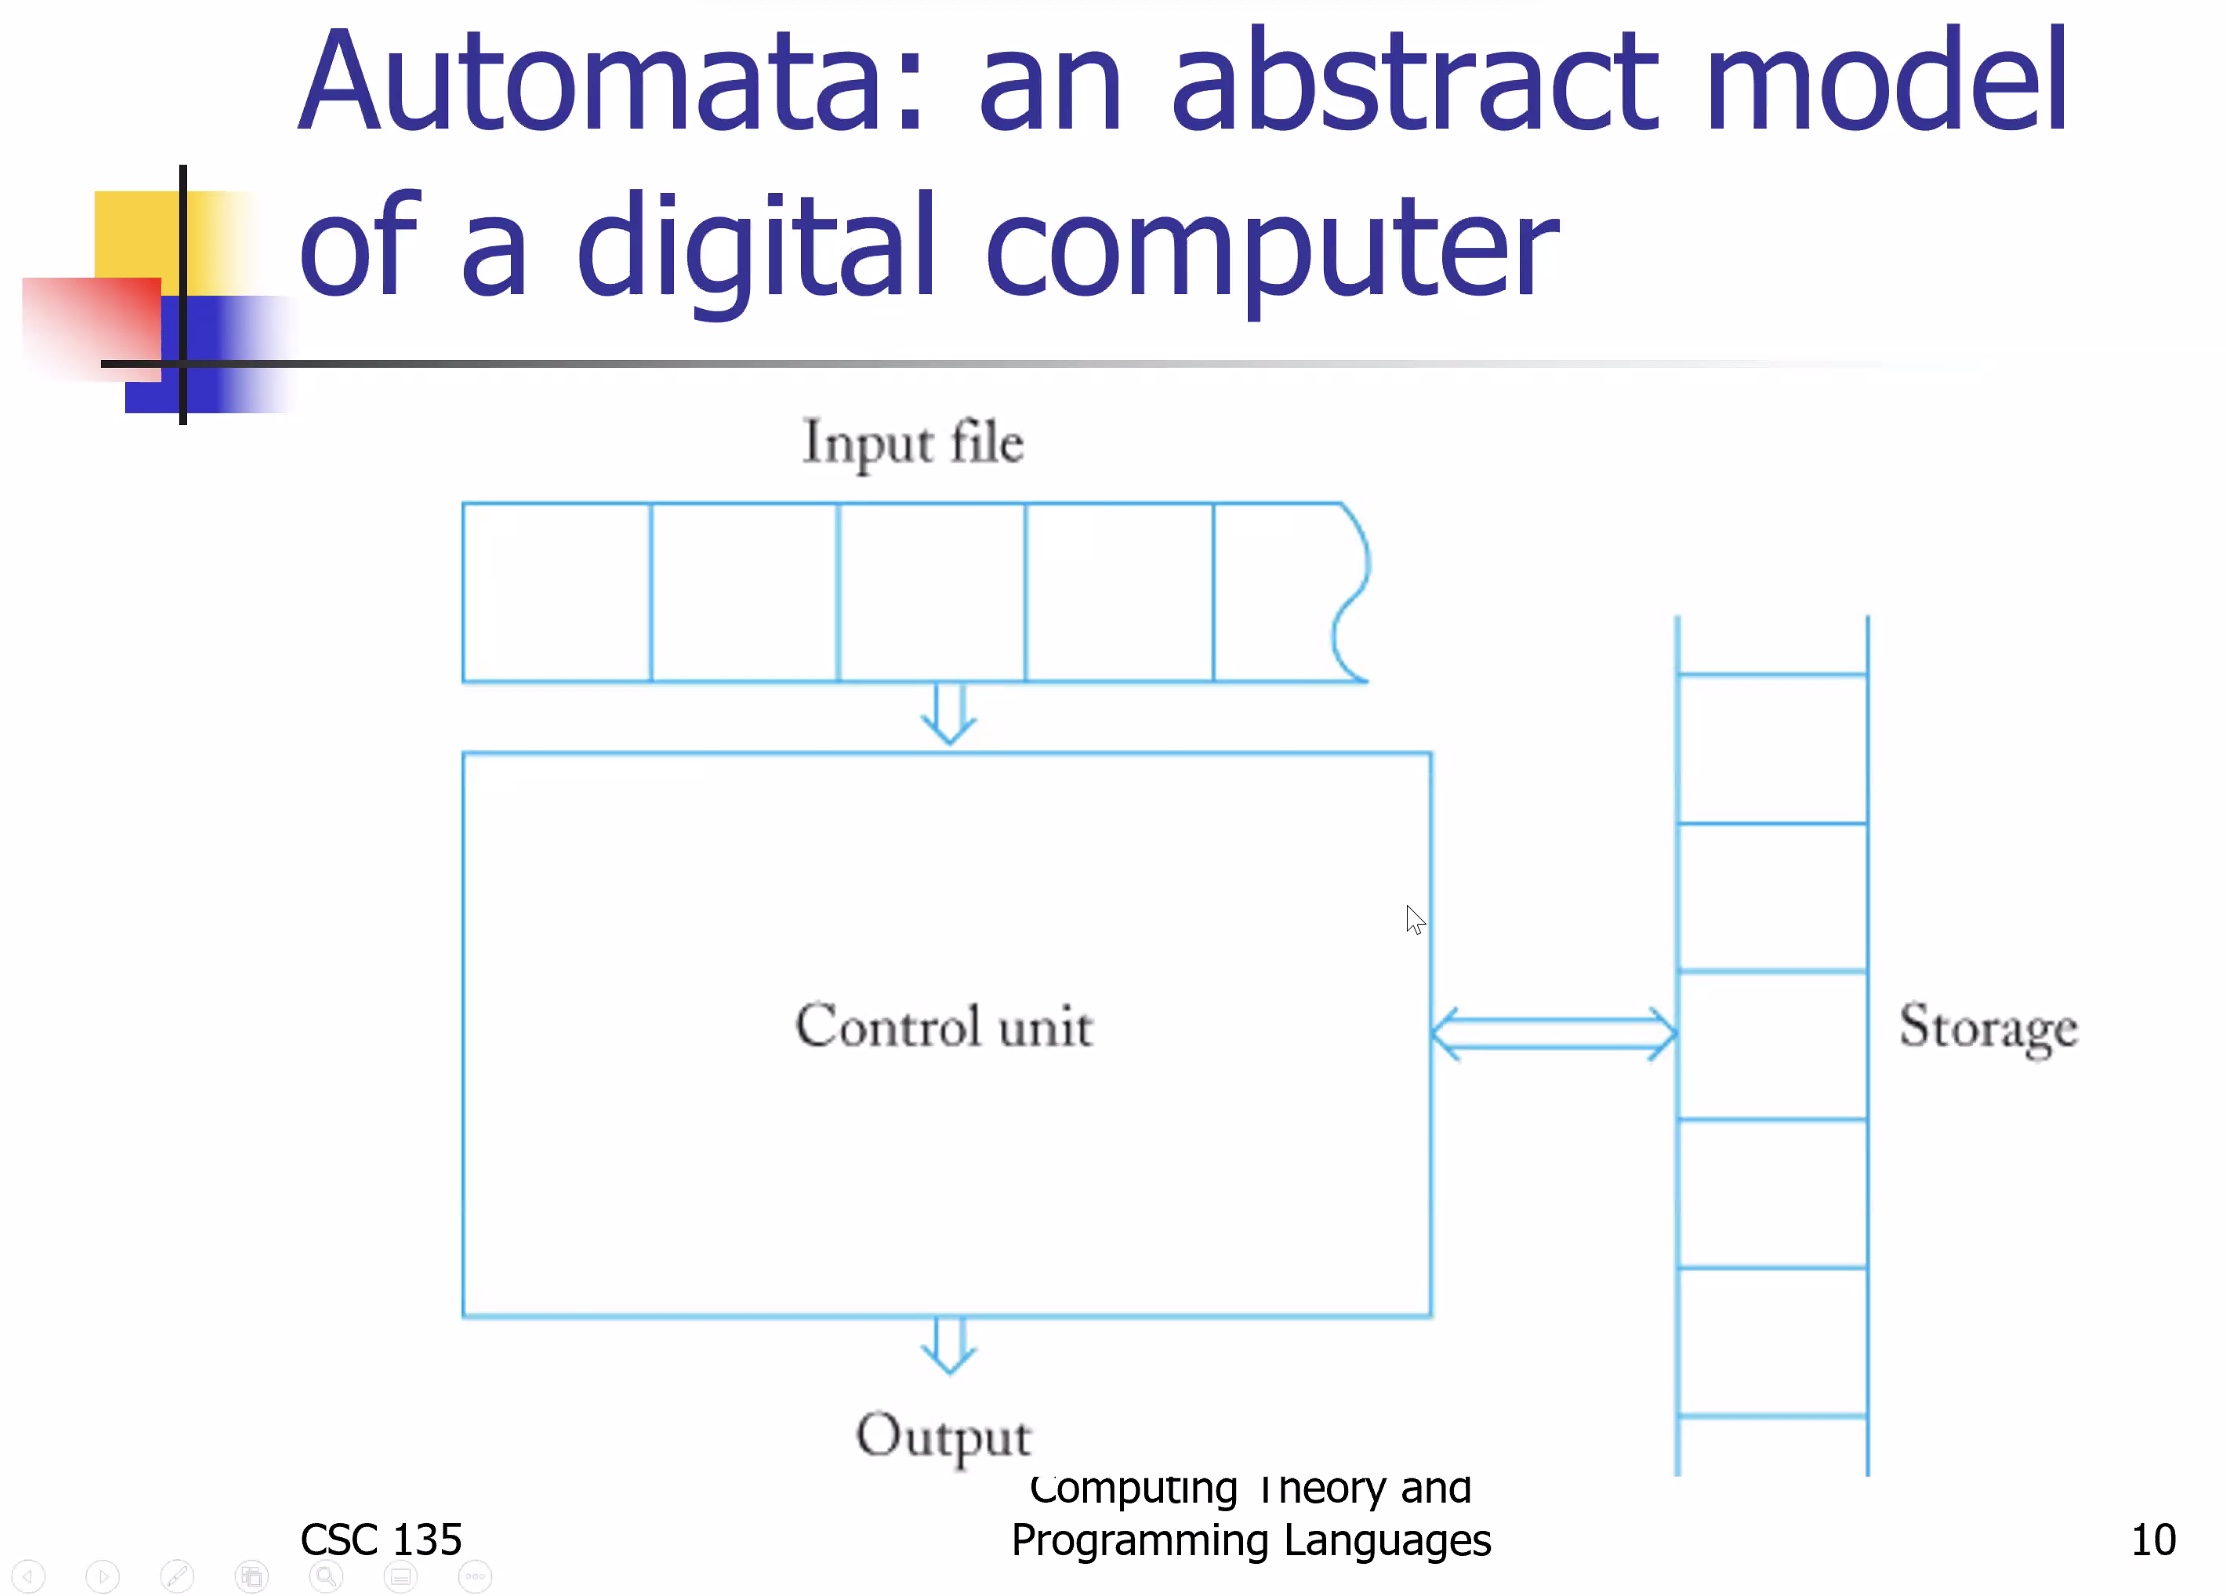 Automata: an abstract model
of a digital computer
Input file
Control unit
Storage
Output
Computing Theory and
Programming Languages
CSC 135
10